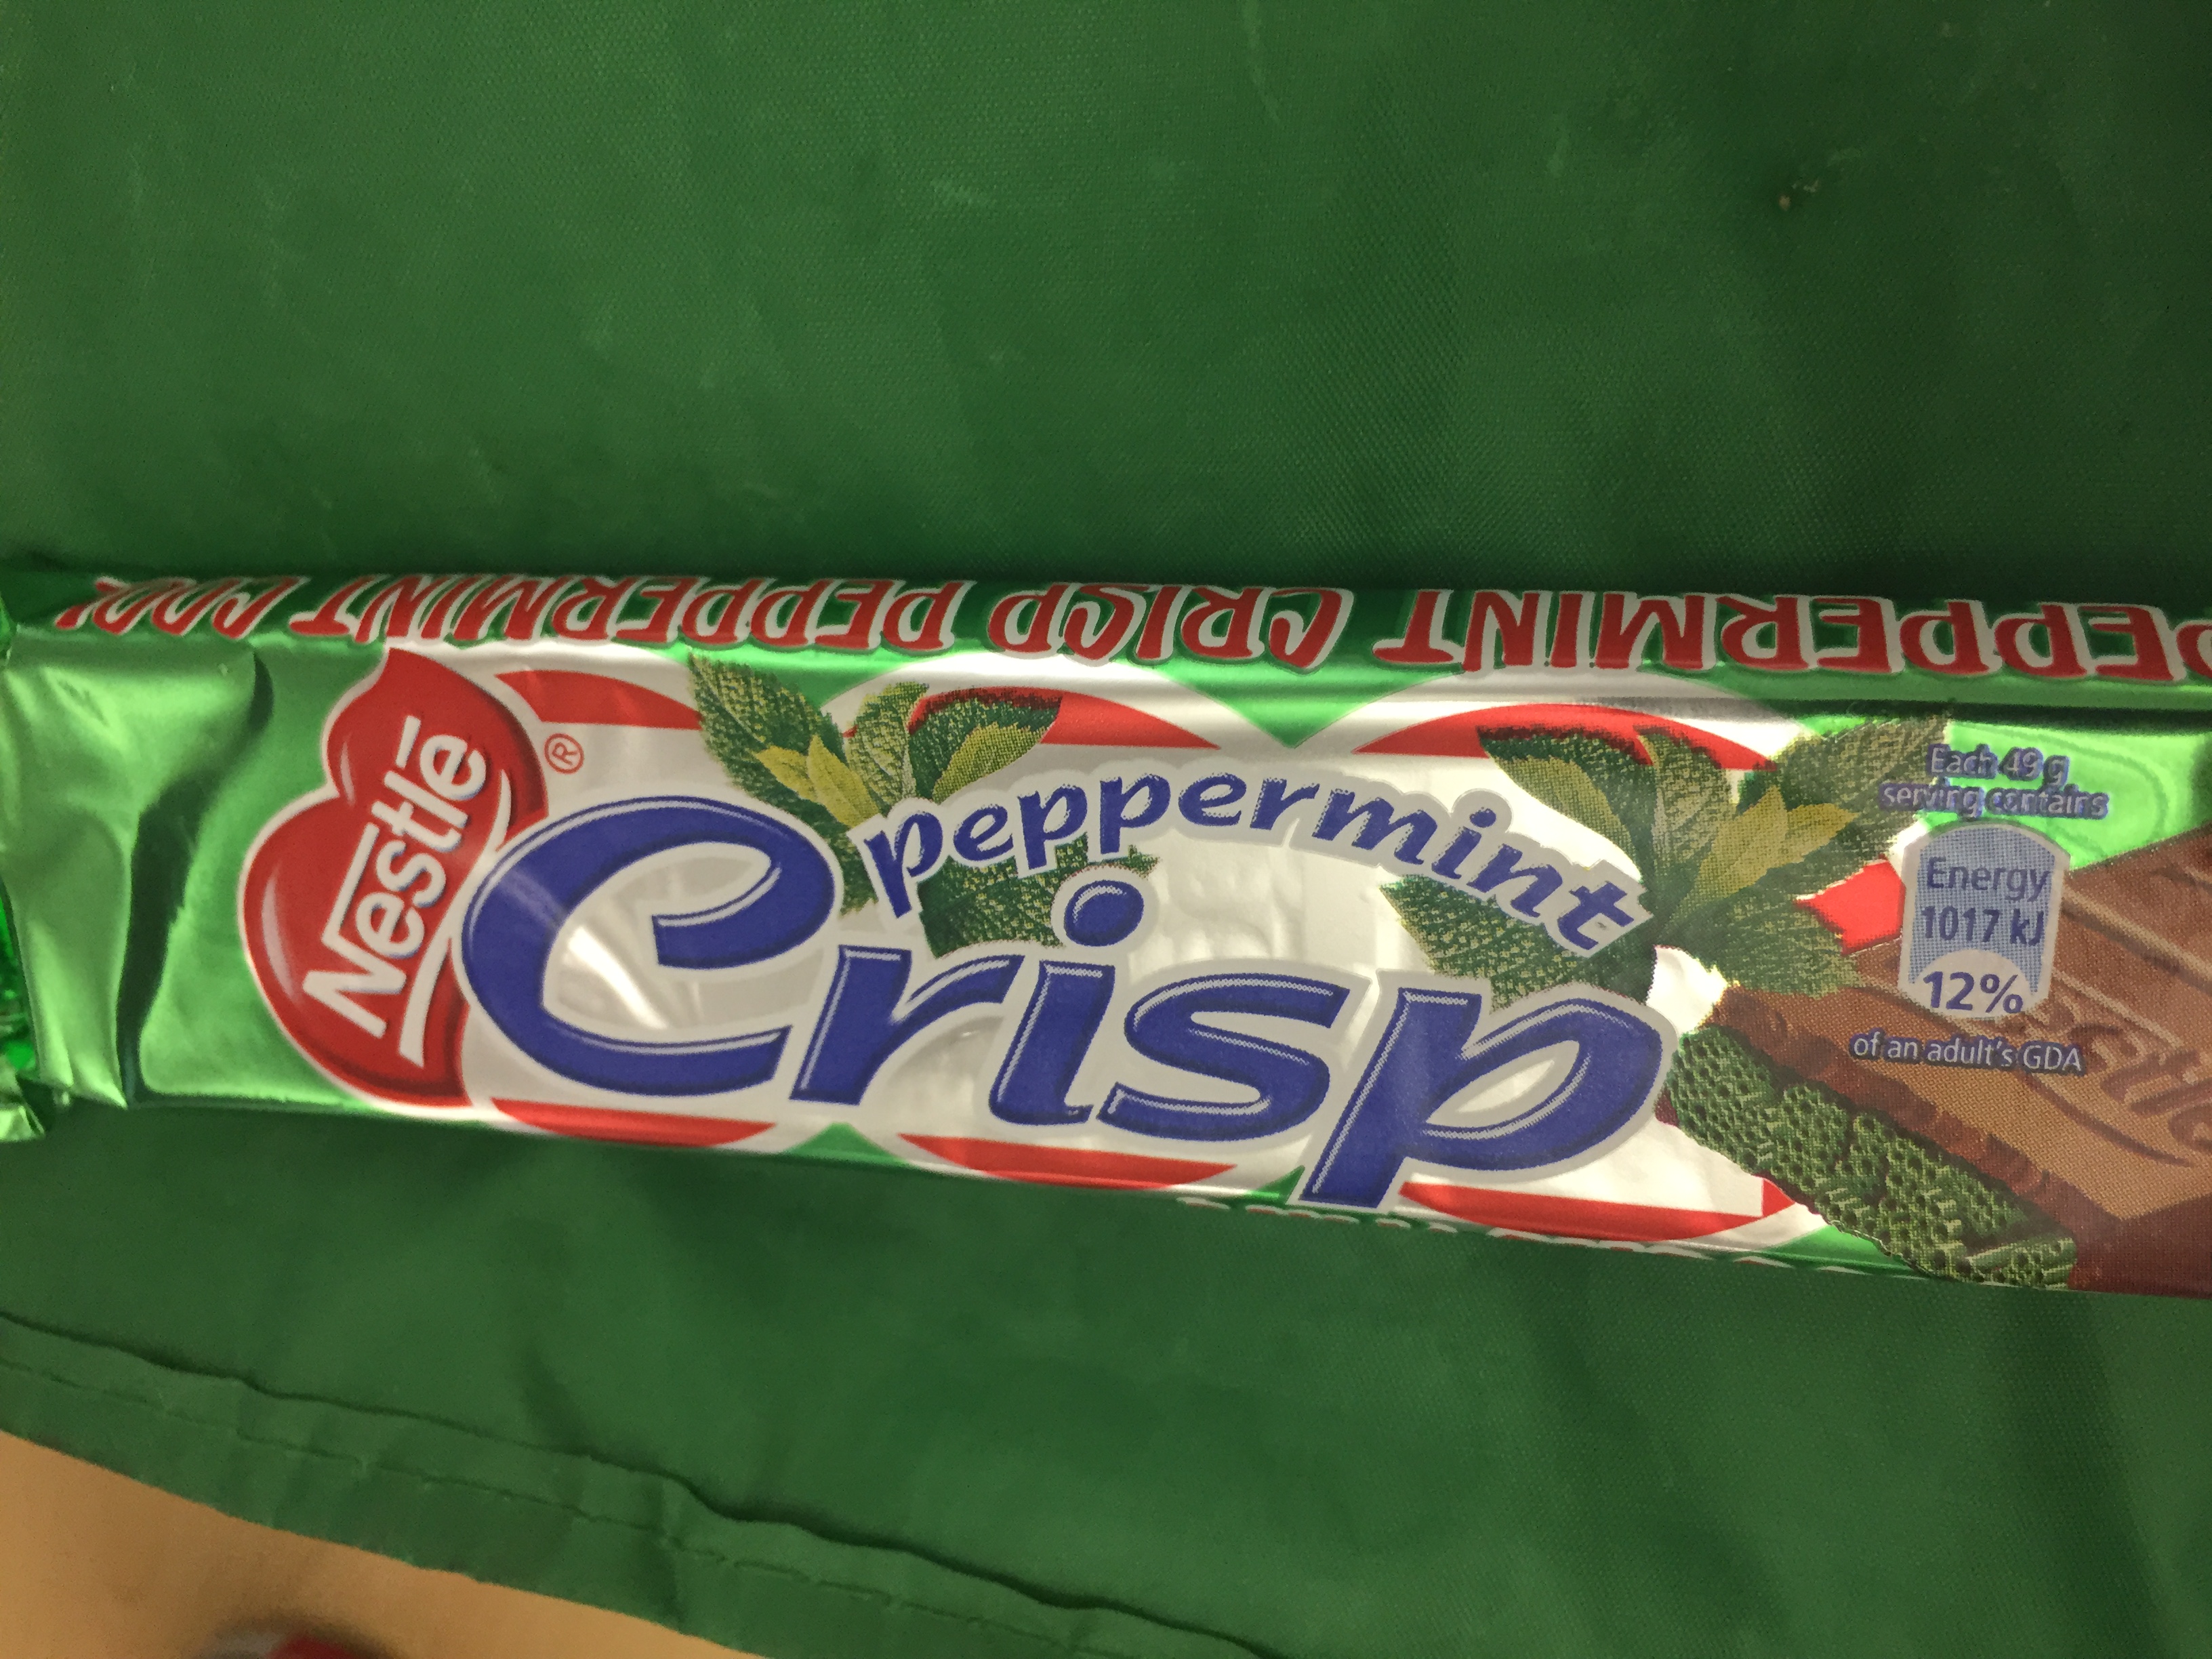 Nestlé
®
peppermint
Crisp
Each 49 g
serving contains
Energy
1017 kJ
12%
of an adult's GDA
PEPPERMINT CRISP PEPPERMINT